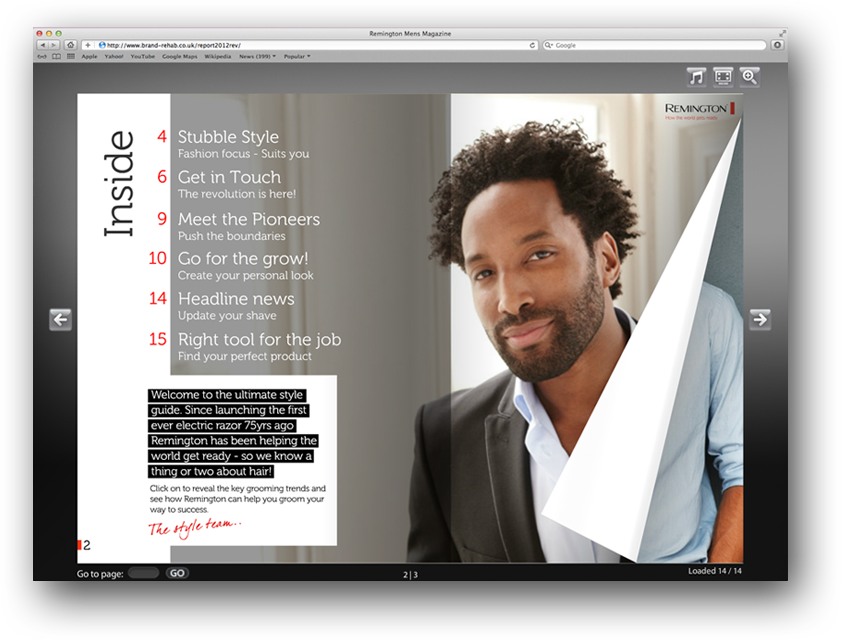 Remington Mens Magazine
http://www.brand-rehab.co.uk/report2012rev/
Google
Apple Yahoo! YouTube Google Maps Wikipedia News (399) Popular
REMINGTON
How the world gets ready
Inside
4 Stubble Style
Fashion focus - Suits you
6 Get in Touch
The revolution is here!
9 Meet the Pioneers
Push the boundaries
10 Go for the grow!
Create your personal look
14 Headline news
Update your shave
15 Right tool for the job
Find your perfect product
Welcome to the ultimate style
guide. Since launching the first
ever electric razor 75yrs ago
Remington has been helping the
world get ready - so we know a
thing or two about hair!
Click on to reveal the key grooming trends and
see how Remington can help you groom your
way to success.
The style team..
2
Go to page: GO
2 | 3
Loaded 14 / 14